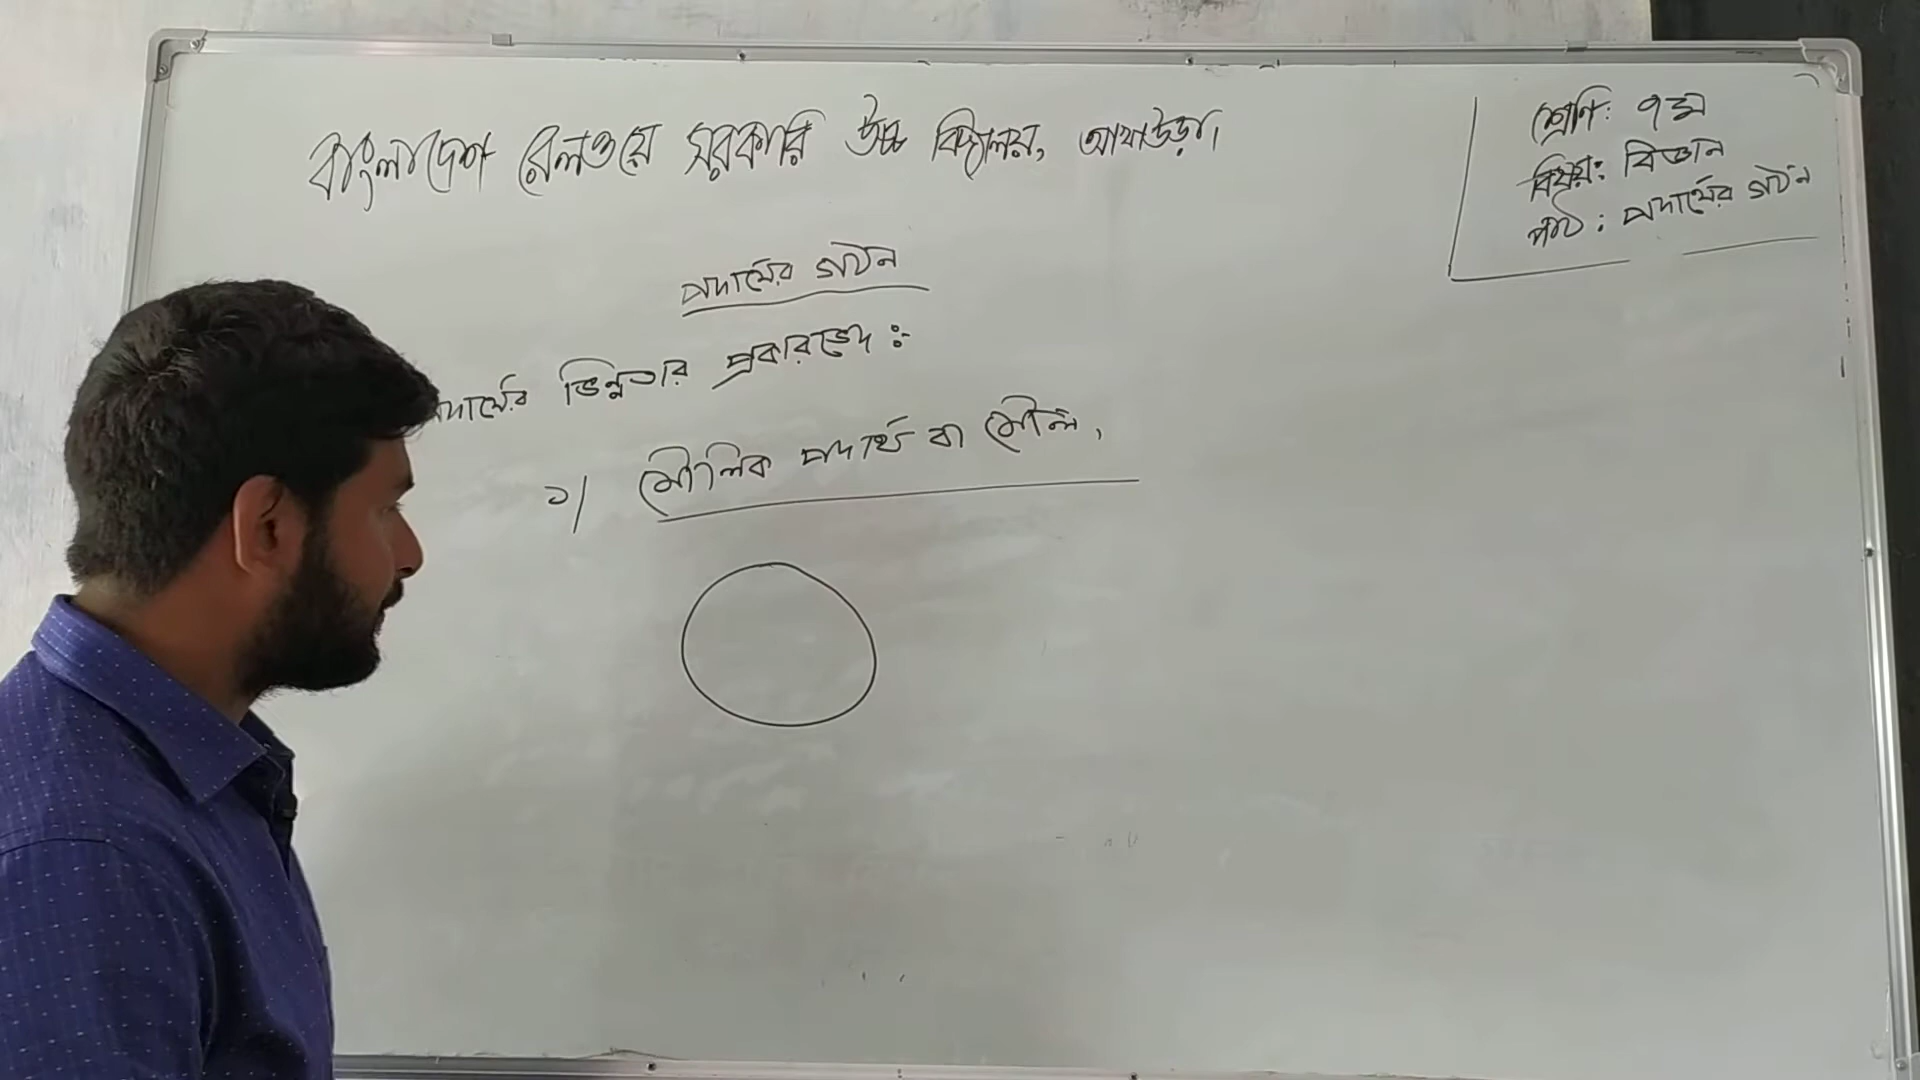 বাংলাদেশ রেলওয়ে সরকারি উচ্চ বিদ্যালয়, আখাউড়া।
শ্রেণি: ৭ম
বিষয়: বিজ্ঞান
পাঠ: পদার্থের গঠন
পদার্থের গঠন
পদার্থের ভিন্নতার প্রকারভেদ ঃ-
১/ মৌলিক পদার্থ বা মৌল,